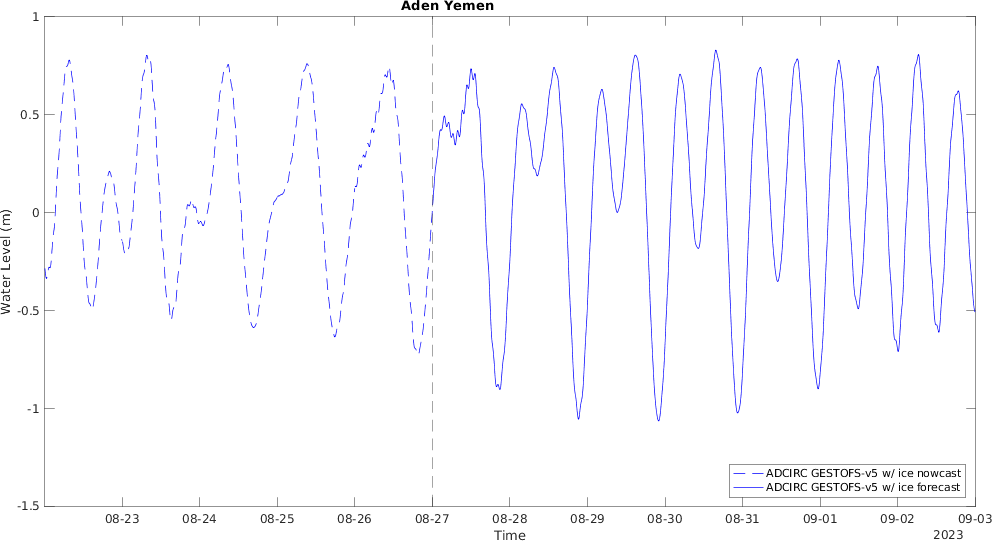 Aden Yemen
1
0.5
0
-0.5
-1
-1.5
Water Level (m)
ADCIRC GESTOFS-v5 w/ ice nowcast
ADCIRC GESTOFS-v5 w/ ice forecast
08-23 08-24 08-25 08-26 08-27 08-28 08-29 08-30 08-31 09-01 09-02 09-03
Time
2023